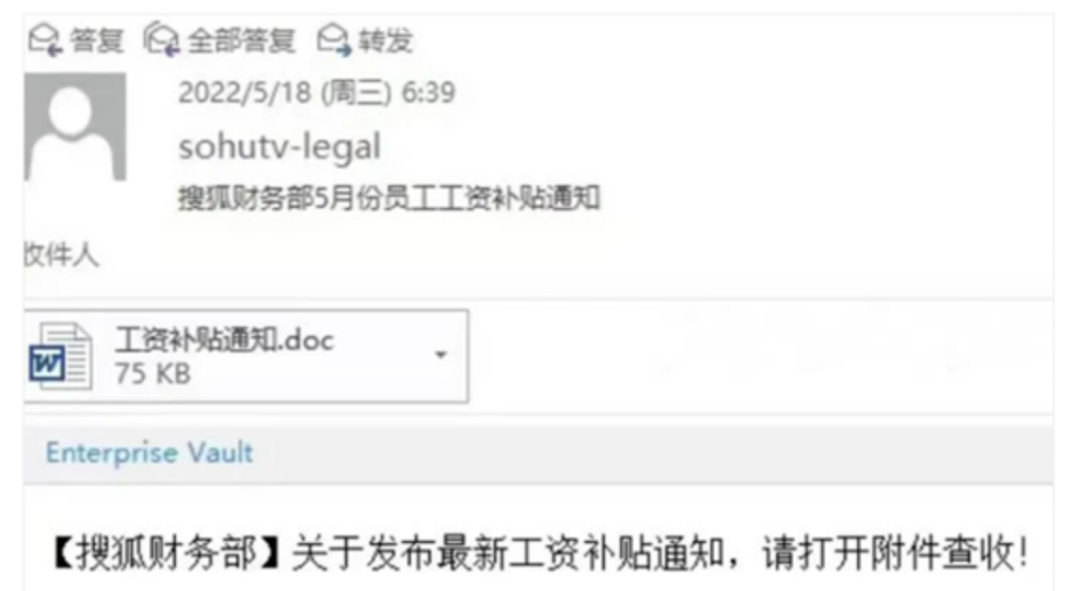 答复 全部答复 转发
2022/5/18 (周三) 6:39
sohutv-legal
搜狐财务部5月份员工工资补贴通知
收件人
工资补贴通知.doc
75 KB
Enterprise Vault
【搜狐财务部】关于发布最新工资补贴通知，请打开附件查收！